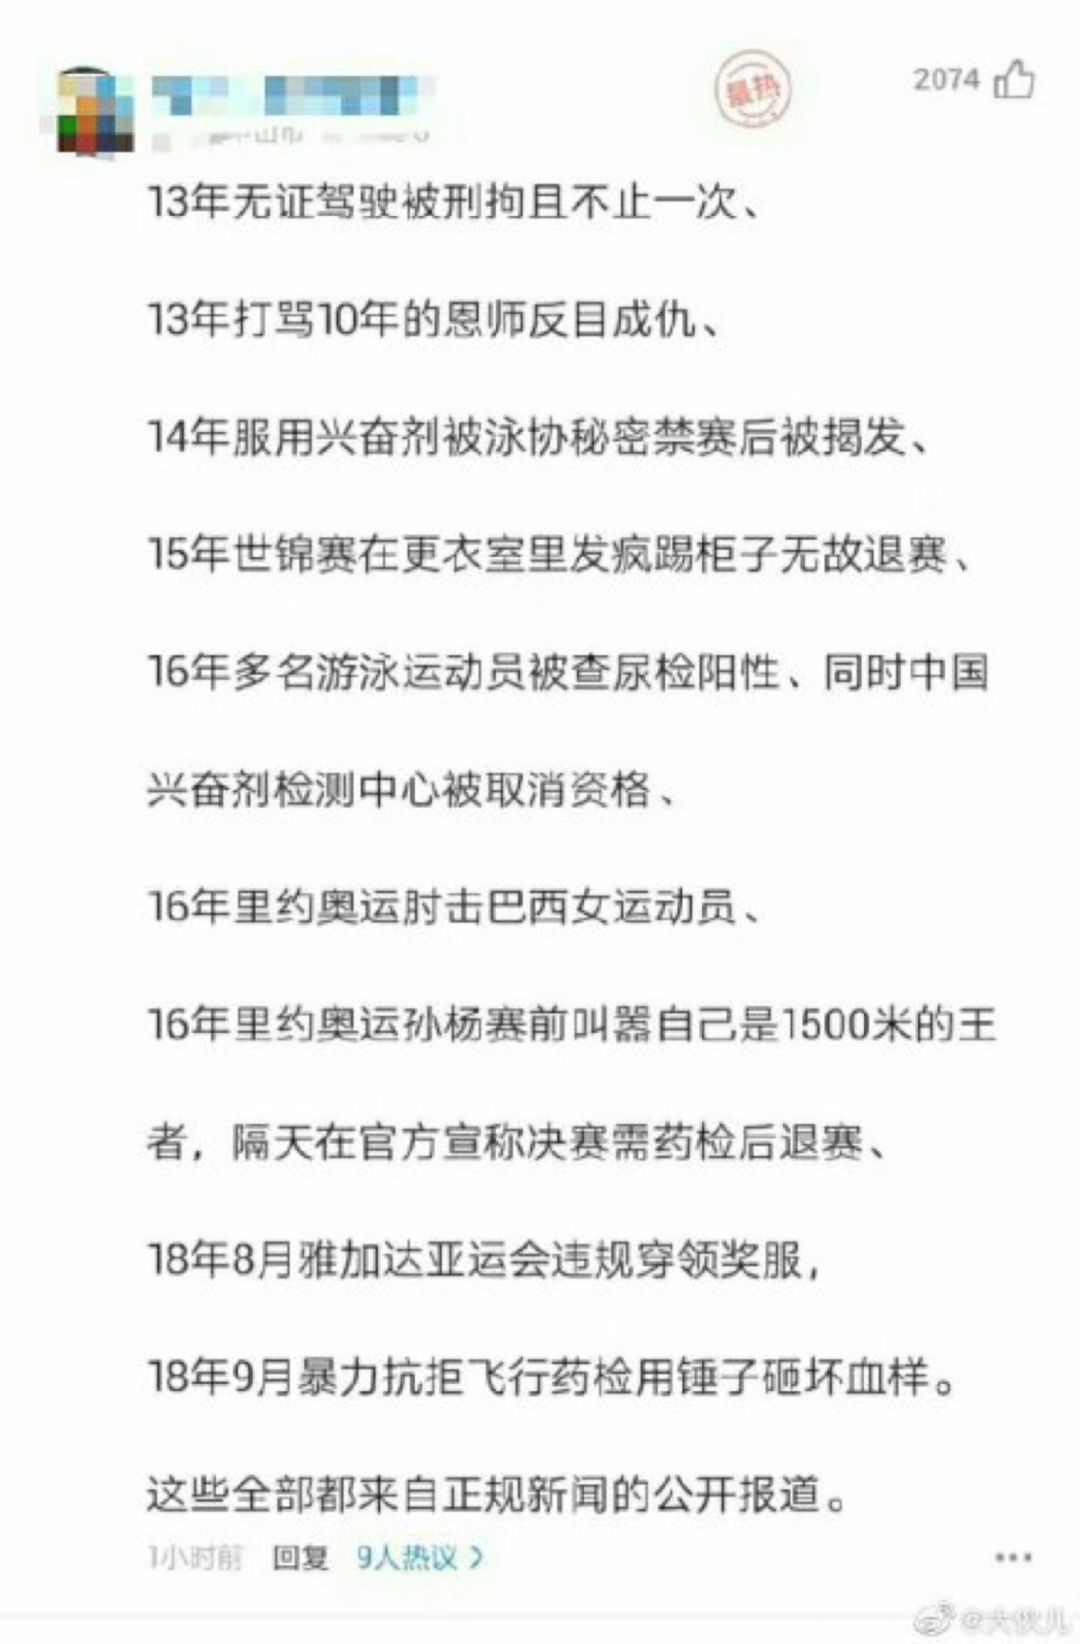 最热
2074
13年无证驾驶被刑拘且不止一次、
13年打骂10年的恩师反目成仇、
14年服用兴奋剂被泳协秘密禁赛后被揭发、
15年世锦赛在更衣室里发疯踢柜子无故退赛、
16年多名游泳运动员被查尿检阳性、同时中国
兴奋剂检测中心被取消资格、
16年里约奥运肘击巴西女运动员、
16年里约奥运孙杨赛前叫嚣自己是1500米的王
者，隔天在官方宣称决赛需药检后退赛、
18年8月雅加达亚运会违规穿领奖服，
18年9月暴力抗拒飞行药检用锤子砸坏血样。
这些全部都来自正规新闻的公开报道。
1小时前 回复 9人热议 >
@大伙儿